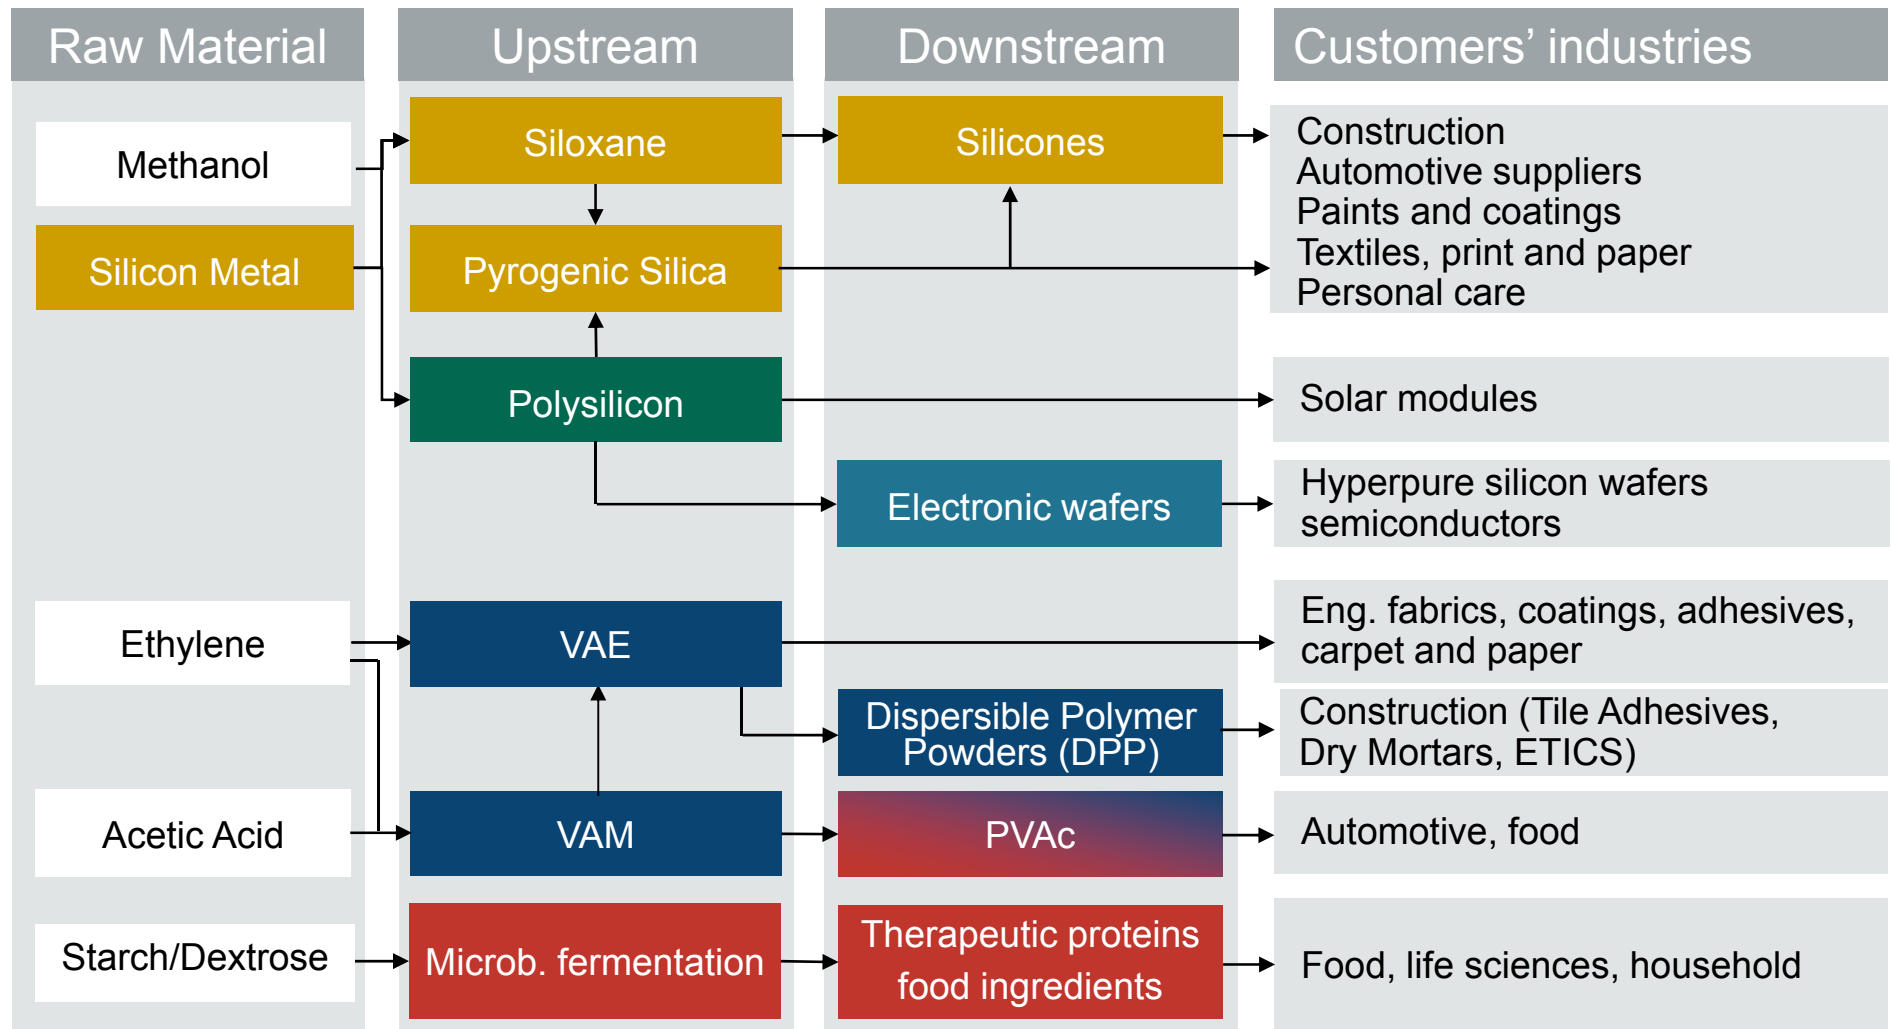 Raw Material
Upstream
Downstream
Customers’ industries
Methanol
Silicon Metal
Siloxane
Pyrogenic Silica
Silicones
Construction
Automotive suppliers
Paints and coatings
Textiles, print and paper
Personal care
Polysilicon
Solar modules
Electronic wafers
Hyperpure silicon wafers
semiconductors
Ethylene
VAE
Eng. fabrics, coatings, adhesives,
carpet and paper
Dispersible Polymer
Powders (DPP)
Construction (Tile Adhesives,
Dry Mortars, ETICS)
Acetic Acid
VAM
PVAc
Automotive, food
Starch/Dextrose
Microb. fermentation
Therapeutic proteins
food ingredients
Food, life sciences, household